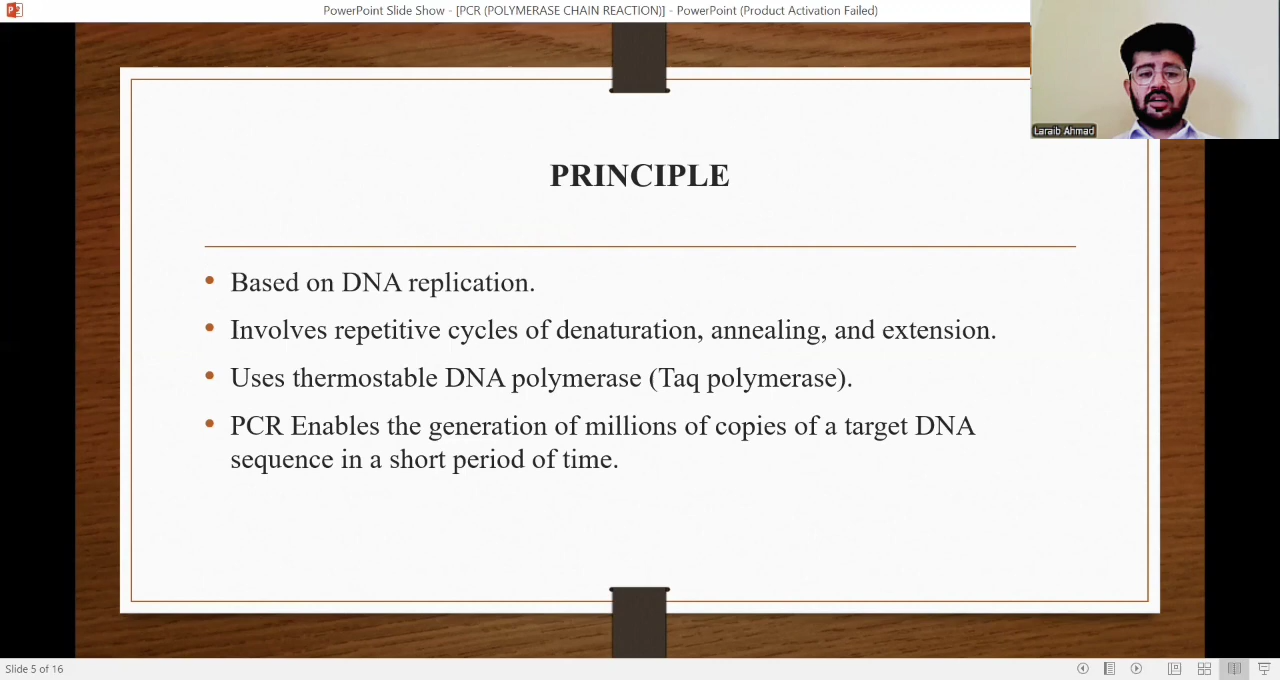 PowerPoint Slide Show - [PCR (POLYMERASE CHAIN REACTION)] - PowerPoint (Product Activation Failed)
Laraib Ahmad
PRINCIPLE
• Based on DNA replication.
• Involves repetitive cycles of denaturation, annealing, and extension.
• Uses thermostable DNA polymerase (Taq polymerase).
• PCR Enables the generation of millions of copies of a target DNA
sequence in a short period of time.
Slide 5 of 16